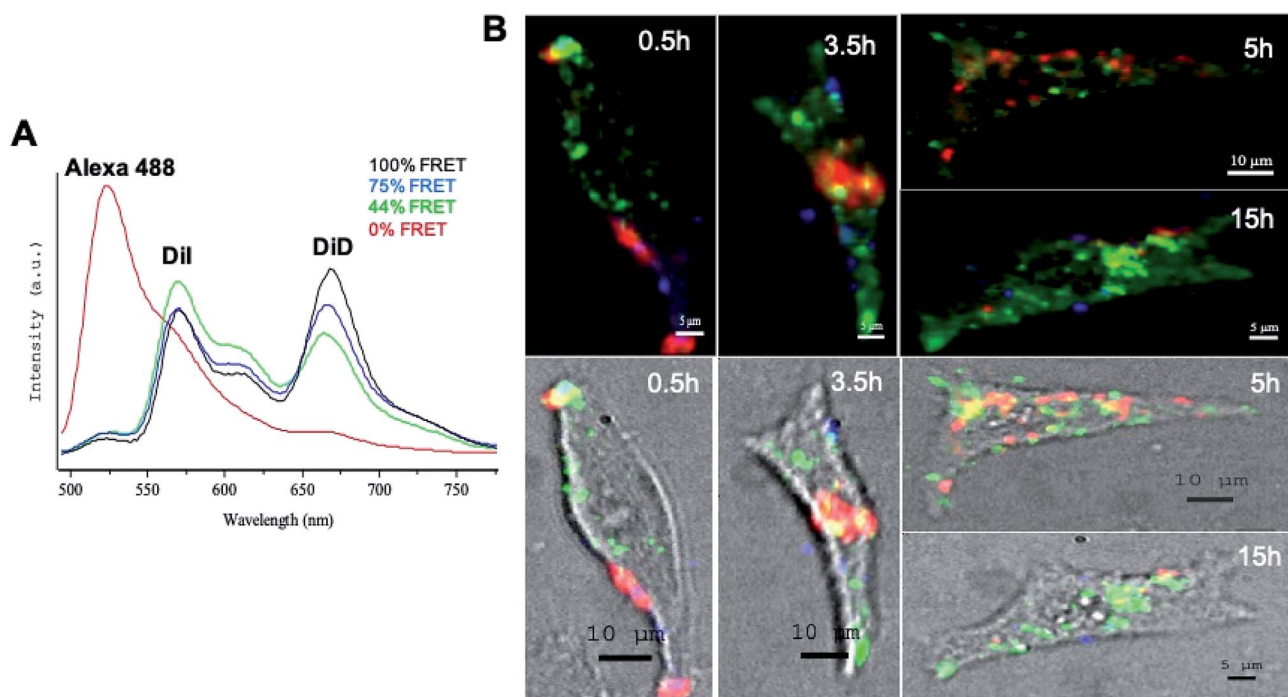 A
Alexa 488
DiI
DiD
100% FRET
75% FRET
44% FRET
0% FRET
Intensity (a.u.)
500 550 600 650 700 750
Wavelength (nm)
B
0.5h
5 μm
3.5h
5 μm
5h
10 μm
15h
5 μm
0.5h
10 μm
3.5h
10 μm
5h
10 μm
15h
5 μm